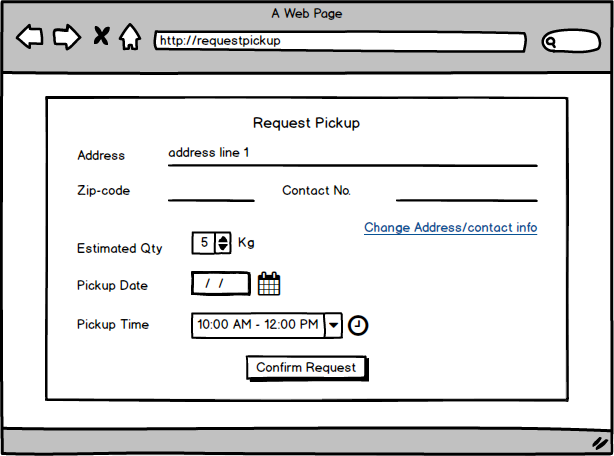 A Web Page
http://requestpickup
Request Pickup
Address address line 1
Zip-code Contact No.
Change Address/contact info
Estimated Qty 5 Kg
Pickup Date / /
Pickup Time 10:00 AM - 12:00 PM
Confirm Request